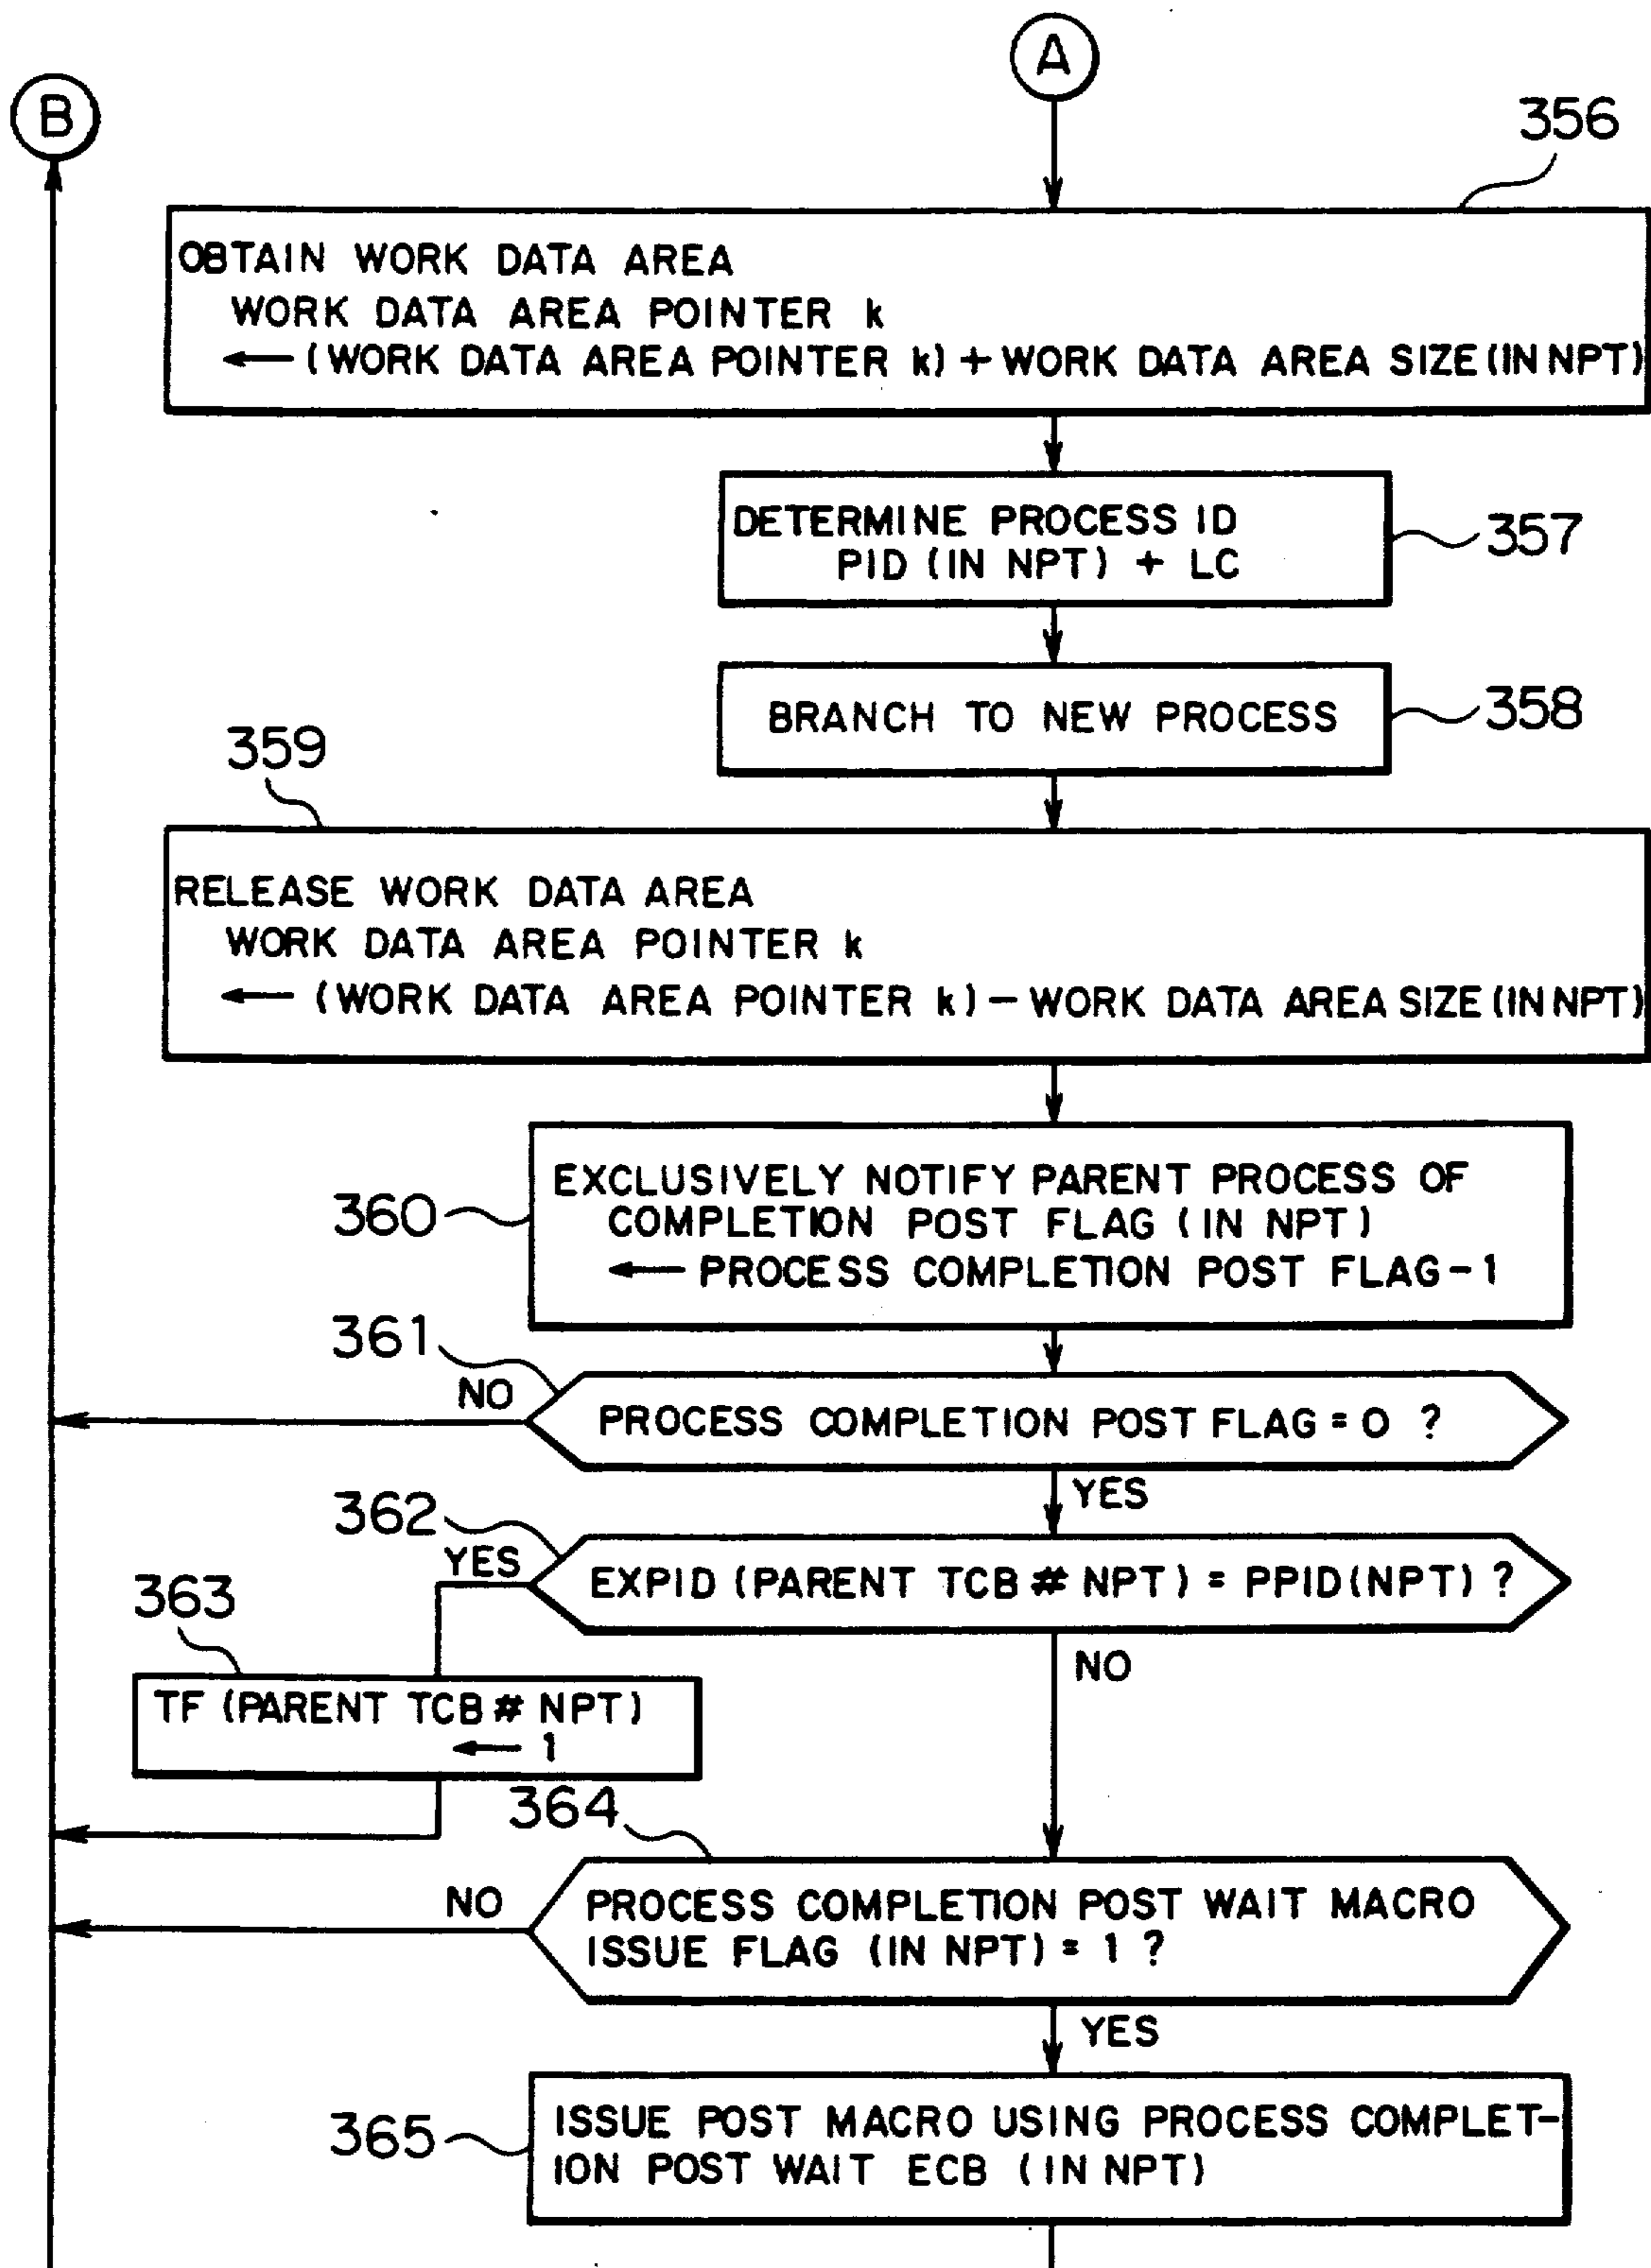 A
B
356
OBTAIN WORK DATA AREA
WORK DATA AREA POINTER k
← (WORK DATA AREA POINTER k) + WORK DATA AREA SIZE (IN NPT)
DETERMINE PROCESS ID
PID (IN NPT) + LC
357
BRANCH TO NEW PROCESS
358
359
RELEASE WORK DATA AREA
WORK DATA AREA POINTER k
← (WORK DATA AREA POINTER k) - WORK DATA AREA SIZE (IN NPT)
360
EXCLUSIVELY NOTIFY PARENT PROCESS OF
COMPLETION POST FLAG (IN NPT)
← PROCESS COMPLETION POST FLAG-1
361
NO
PROCESS COMPLETION POST FLAG = 0 ?
YES
362
YES
EXPID (PARENT TCB # NPT) = PPID (NPT) ?
363
NO
TF (PARENT TCB # NPT)
← 1
364
NO
PROCESS COMPLETION POST WAIT MACRO
ISSUE FLAG (IN NPT) = 1 ?
YES
365
ISSUE POST MACRO USING PROCESS COMPLET-
ION POST WAIT ECB (IN NPT)